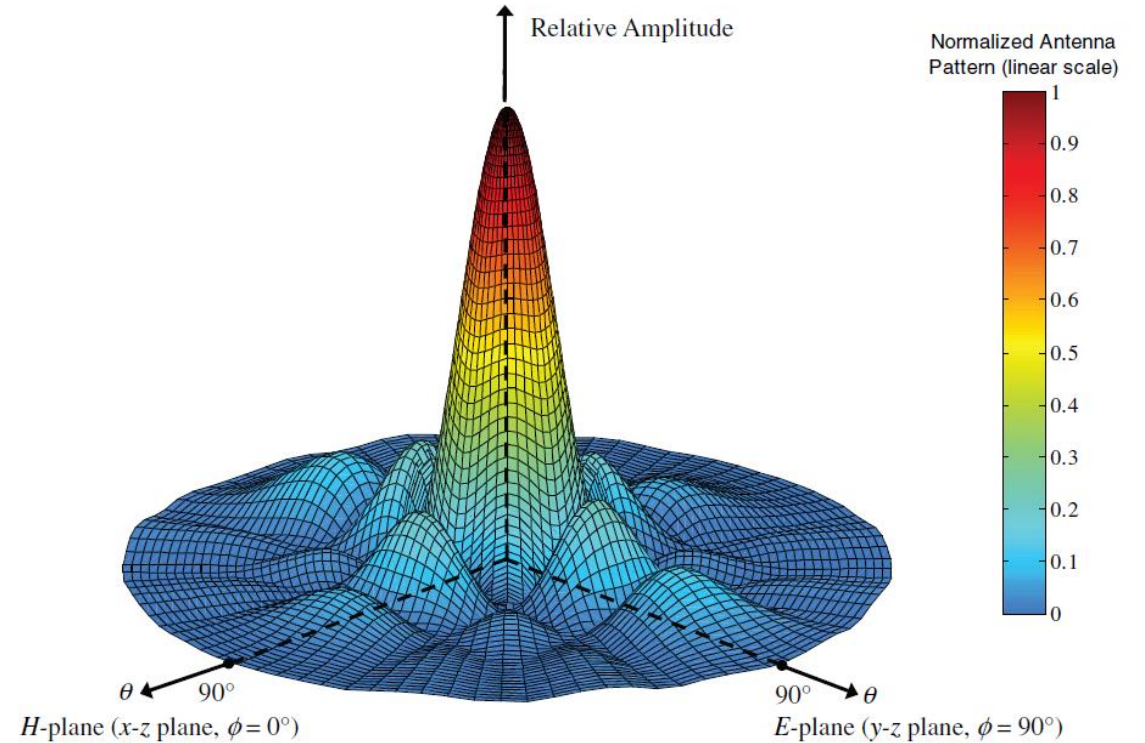 Relative Amplitude
Normalized Antenna
Pattern (linear scale)
1
0.9
0.8
0.7
0.6
0.5
0.4
0.3
0.2
0.1
0
θ
90°
H-plane (x-z plane, ϕ = 0°)
90°
θ
E-plane (y-z plane, ϕ = 90°)